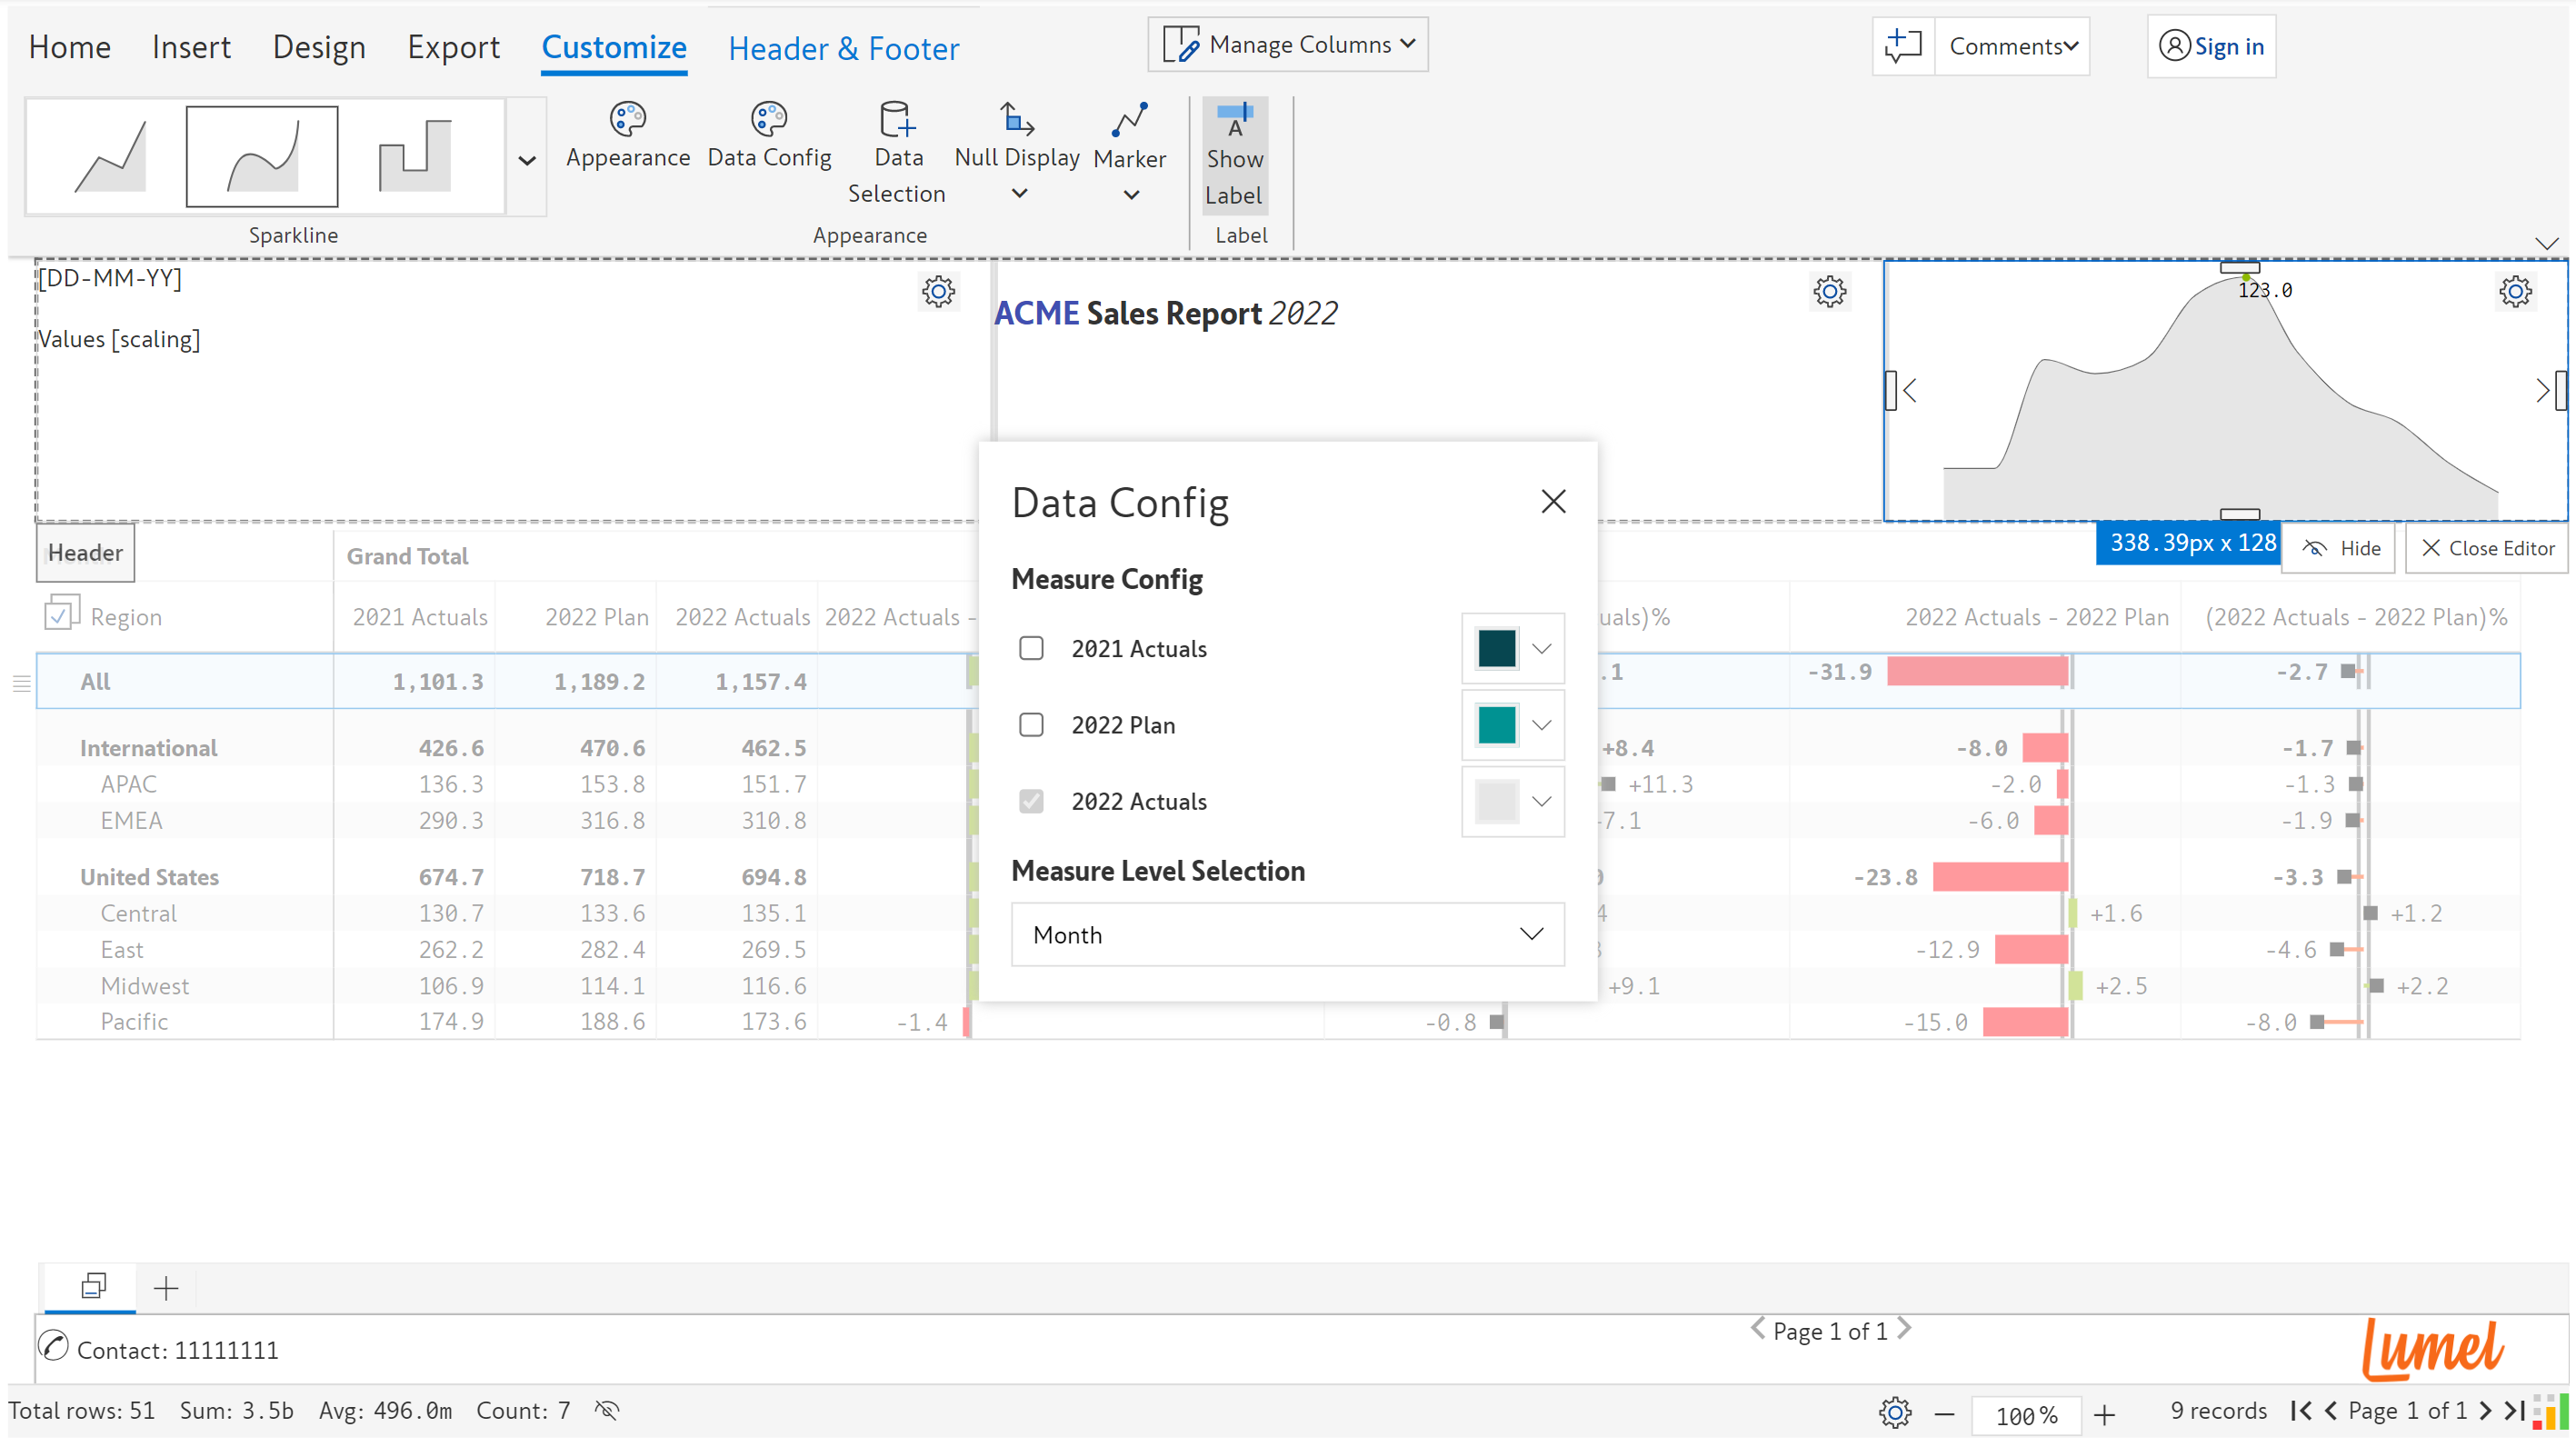 Home Insert Design Export Customize Header & Footer Manage Columns Comments Sign in
Appearance Data Config Data Selection Null Display Marker Show Label
Sparkline Appearance Label
[DD-MM-YY]
Values [scaling]
ACME Sales Report 2022
123.0
338.39px x 128 Hide Close Editor
Header
Grand Total
Region 2021 Actuals 2022 Plan 2022 Actuals 2022 Actuals - uals)% 2022 Actuals - 2022 Plan (2022 Actuals - 2022 Plan)%
All 1,101.3 1,189.2 1,157.4 .1 -31.9 -2.7
International 426.6 470.6 462.5 +8.4 -8.0 -1.7
APAC 136.3 153.8 151.7 +11.3 -2.0 -1.3
EMEA 290.3 316.8 310.8 7.1 -6.0 -1.9
United States 674.7 718.7 694.8 -23.8 -3.3
Central 130.7 133.6 135.1 4 +1.6 +1.2
East 262.2 282.4 269.5 -12.9 -4.6
Midwest 106.9 114.1 116.6 +9.1 +2.5 +2.2
Pacific 174.9 188.6 173.6 -1.4 -0.8 -15.0 -8.0
Data Config
Measure Config
2021 Actuals
2022 Plan
2022 Actuals
Measure Level Selection
Month
Contact: 11111111
Page 1 of 1
Lumel
Total rows: 51 Sum: 3.5b Avg: 496.0m Count: 7 100% 9 records Page 1 of 1